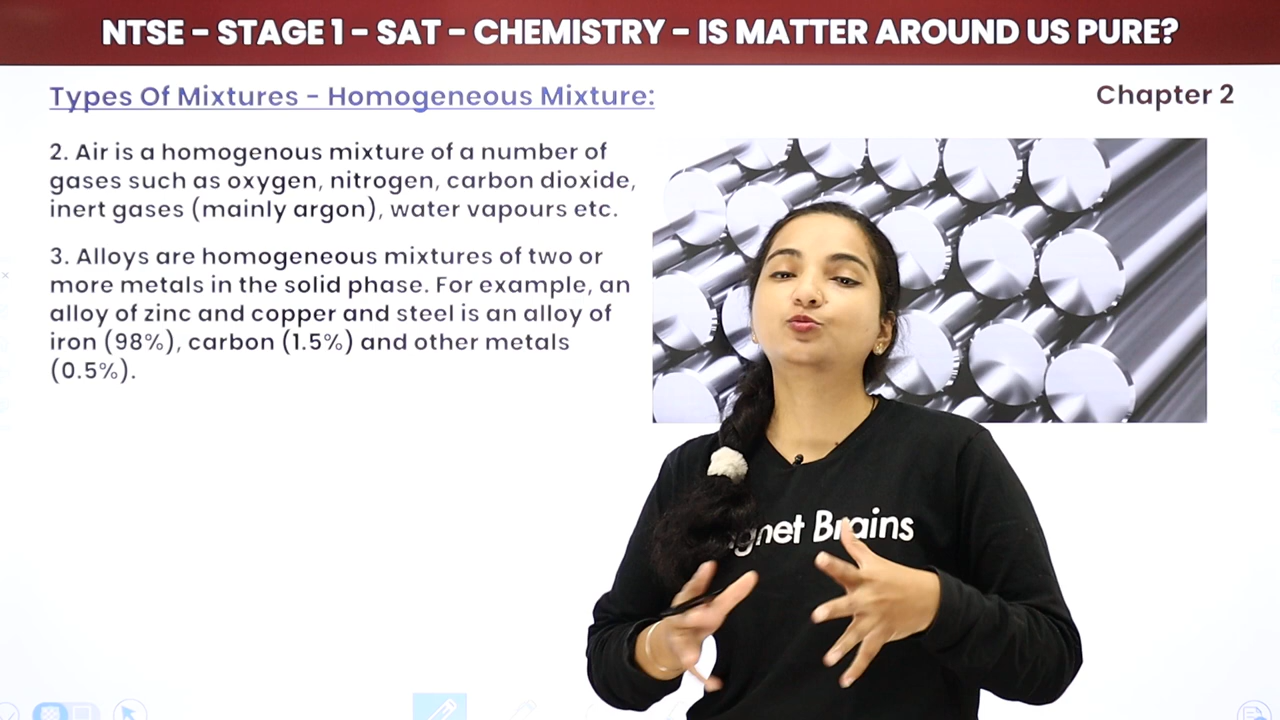 NTSE – STAGE 1 – SAT – CHEMISTRY – IS MATTER AROUND US PURE?
Types Of Mixtures - Homogeneous Mixture:
Chapter 2
2. Air is a homogenous mixture of a number of
gases such as oxygen, nitrogen, carbon dioxide,
inert gases (mainly argon), water vapours etc.
3. Alloys are homogeneous mixtures of two or
more metals in the solid phase. For example, an
alloy of zinc and copper and steel is an alloy of
iron (98%), carbon (1.5%) and other metals
(0.5%).
gnet Brains